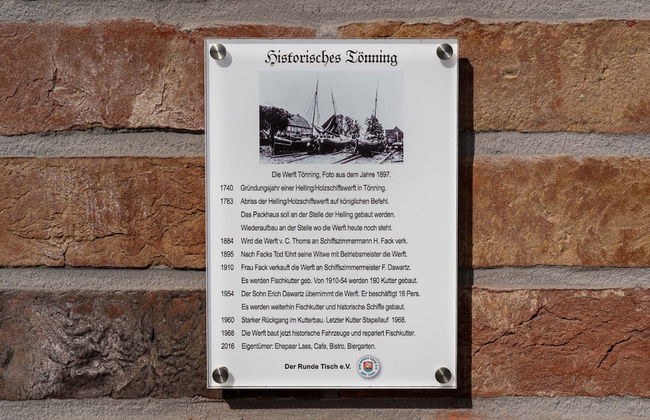 Historisches Tönning
Die Werft Tönning, Foto aus dem Jahre 1897.
1740 Gründungsjahr einer Helling/Holzschiffswerft in Tönning.
1783 Abriss der Helling/Holzschiffswerft auf königlichen Befehl.
Das Packhaus soll an der Stelle der Helling gebaut werden.
Wiederaufbau an der Stelle wo die Werft heute noch steht.
1884 Wird die Werft v. C. Thoms an Schiffszimmermann H. Fack verk.
1895 Nach Facks Tod führt seine Witwe mit Betriebsmeister die Werft.
1910 Frau Fack verkauft die Werft an Schiffszimmermeister F. Dawartz.
Es werden Fischkutter geb. Von 1910-54 werden 190 Kutter gebaut.
1954 Der Sohn Erich Dawartz übernimmt die Werft. Er beschäftigt 16 Pers.
Es werden weiterhin Fischkutter und historische Schiffe gebaut.
1960 Starker Rückgang im Kutterbau. Letzter Kutter Stapellauf 1968.
1968 Die Werft baut jetzt historische Fahrzeuge und repariert Fischkutter.
2016 Eigentümer: Ehepaar Lass, Cafe, Bistro, Biergarten.
Der Runde Tisch e.V.